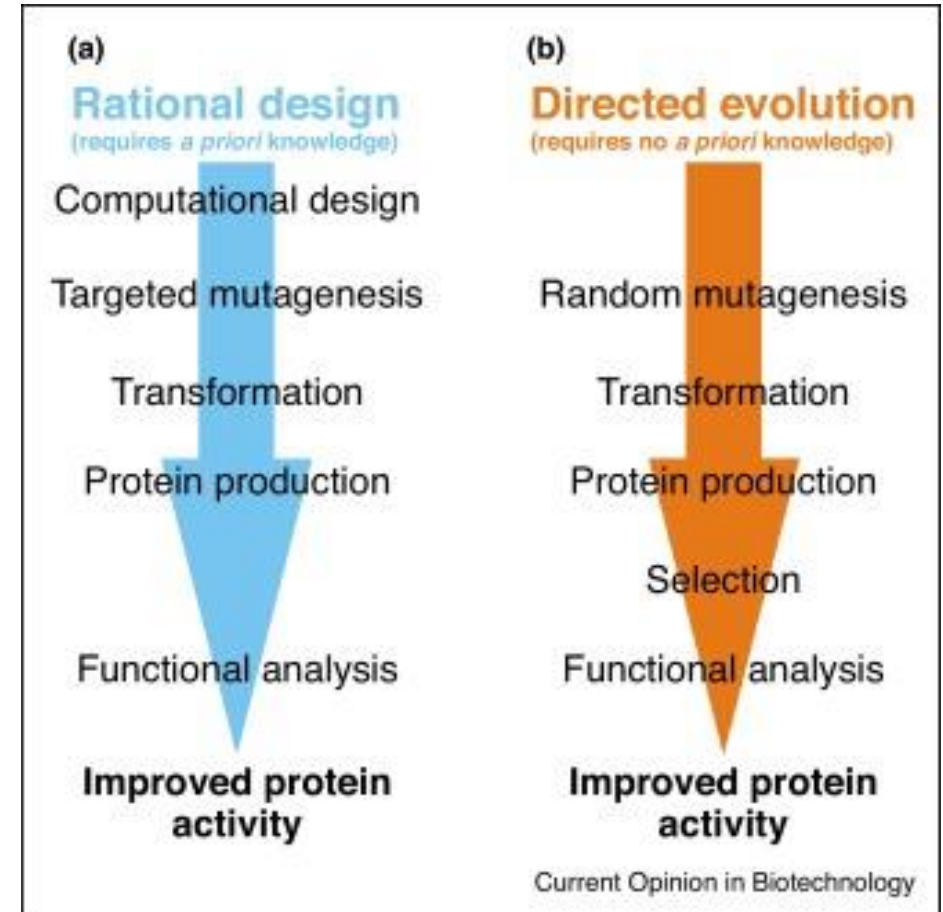 (a)
Rational design
(requires a priori knowledge)
Computational design
Targeted mutagenesis
Transformation
Protein production
Functional analysis
Improved protein
activity
(b)
Directed evolution
(requires no a priori knowledge)
Random mutagenesis
Transformation
Protein production
Selection
Functional analysis
Improved protein
activity
Current Opinion in Biotechnology